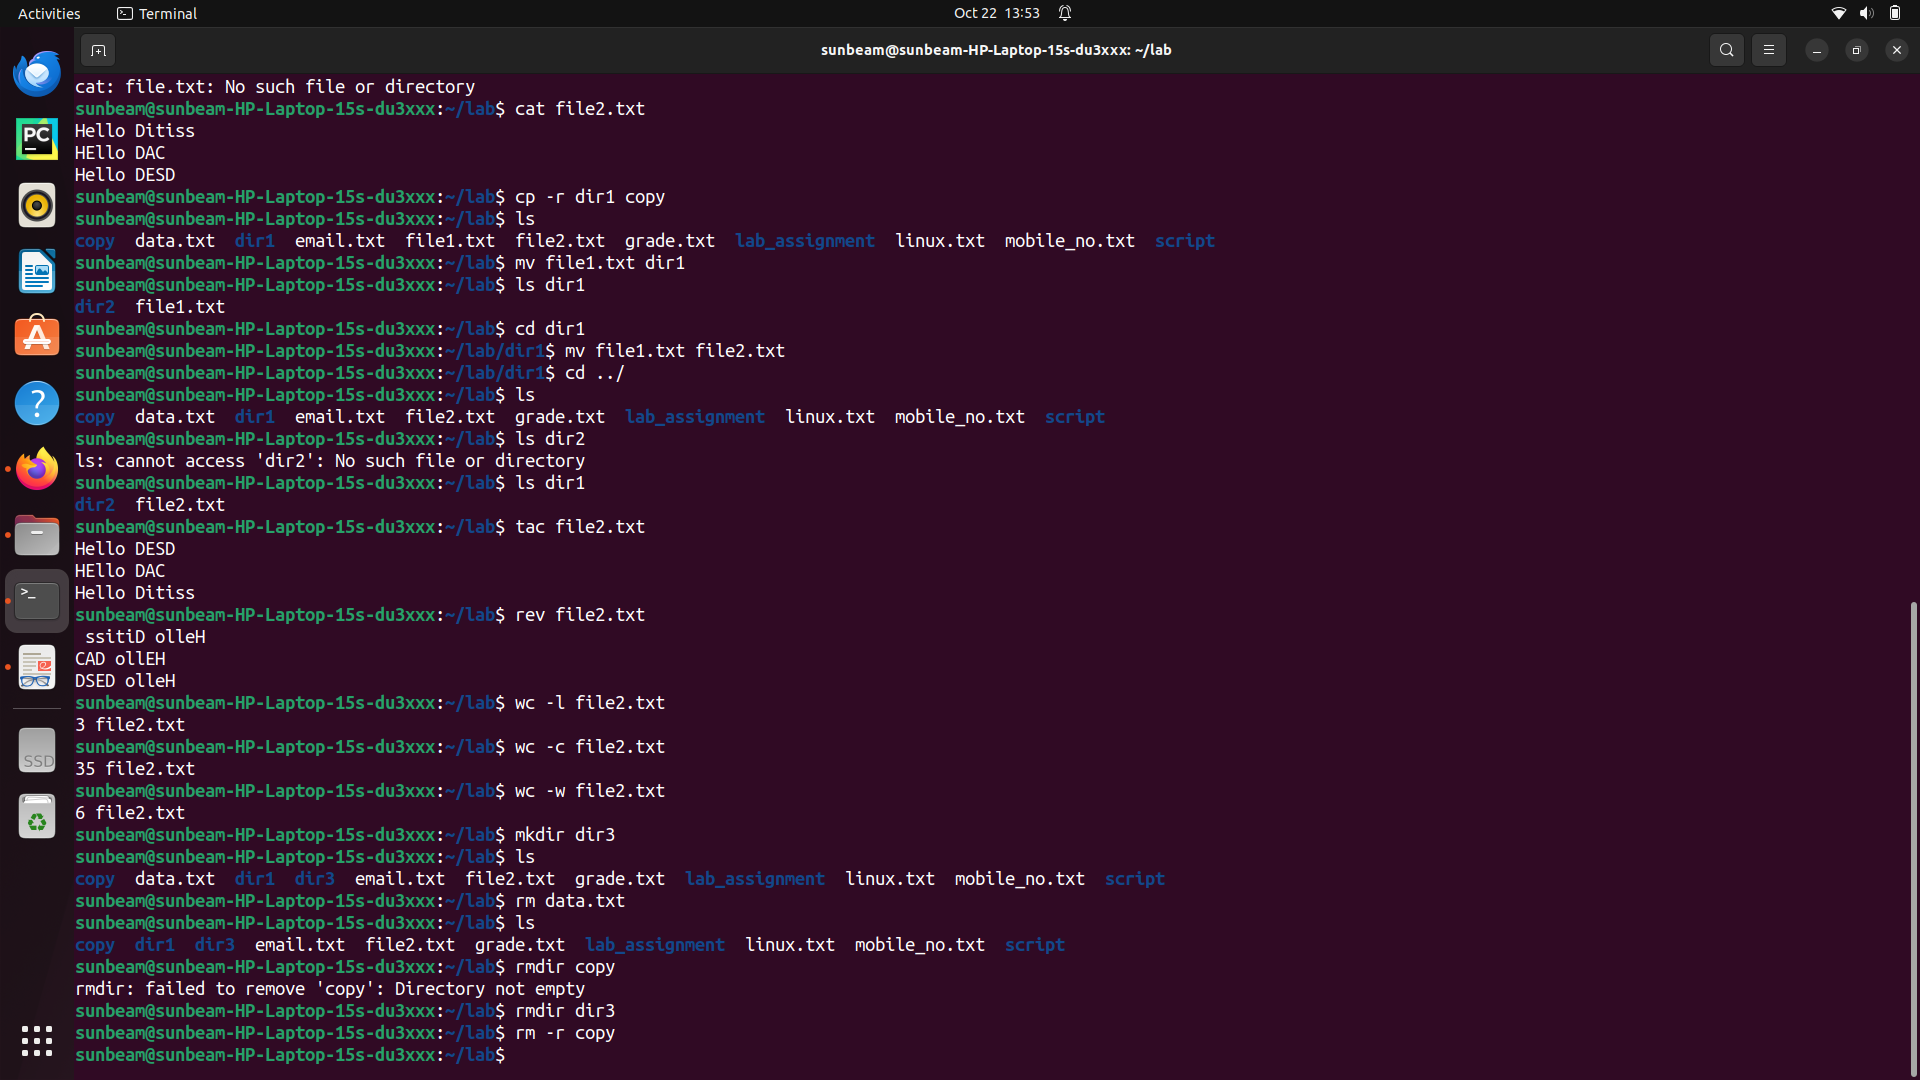 Activities
Terminal
Oct 22 13:53
sunbeam@sunbeam-HP-Laptop-15s-du3xxx: ~/lab
cat: file.txt: No such file or directory
sunbeam@sunbeam-HP-Laptop-15s-du3xxx:~/lab$ cat file2.txt
Hello Ditiss
HEllo DAC
Hello DESD
sunbeam@sunbeam-HP-Laptop-15s-du3xxx:~/lab$ cp -r dir1 copy
sunbeam@sunbeam-HP-Laptop-15s-du3xxx:~/lab$ ls
copy  data.txt  dir1  email.txt  file1.txt  file2.txt  grade.txt  lab_assignment  linux.txt  mobile_no.txt  script
sunbeam@sunbeam-HP-Laptop-15s-du3xxx:~/lab$ mv file1.txt dir1
sunbeam@sunbeam-HP-Laptop-15s-du3xxx:~/lab$ ls dir1
dir2  file1.txt
sunbeam@sunbeam-HP-Laptop-15s-du3xxx:~/lab$ cd dir1
sunbeam@sunbeam-HP-Laptop-15s-du3xxx:~/lab/dir1$ mv file1.txt file2.txt
sunbeam@sunbeam-HP-Laptop-15s-du3xxx:~/lab/dir1$ cd ../
sunbeam@sunbeam-HP-Laptop-15s-du3xxx:~/lab$ ls
copy  data.txt  dir1  email.txt  file2.txt  grade.txt  lab_assignment  linux.txt  mobile_no.txt  script
sunbeam@sunbeam-HP-Laptop-15s-du3xxx:~/lab$ ls dir2
ls: cannot access 'dir2': No such file or directory
sunbeam@sunbeam-HP-Laptop-15s-du3xxx:~/lab$ ls dir1
dir2  file2.txt
sunbeam@sunbeam-HP-Laptop-15s-du3xxx:~/lab$ tac file2.txt
Hello DESD
HEllo DAC
Hello Ditiss
sunbeam@sunbeam-HP-Laptop-15s-du3xxx:~/lab$ rev file2.txt
 ssitiD olleH
CAD ollEH
DSED olleH
sunbeam@sunbeam-HP-Laptop-15s-du3xxx:~/lab$ wc -l file2.txt
3 file2.txt
sunbeam@sunbeam-HP-Laptop-15s-du3xxx:~/lab$ wc -c file2.txt
35 file2.txt
sunbeam@sunbeam-HP-Laptop-15s-du3xxx:~/lab$ wc -w file2.txt
6 file2.txt
sunbeam@sunbeam-HP-Laptop-15s-du3xxx:~/lab$ mkdir dir3
sunbeam@sunbeam-HP-Laptop-15s-du3xxx:~/lab$ ls
copy  data.txt  dir1  dir3  email.txt  file2.txt  grade.txt  lab_assignment  linux.txt  mobile_no.txt  script
sunbeam@sunbeam-HP-Laptop-15s-du3xxx:~/lab$ rm data.txt
sunbeam@sunbeam-HP-Laptop-15s-du3xxx:~/lab$ ls
copy  dir1  dir3  email.txt  file2.txt  grade.txt  lab_assignment  linux.txt  mobile_no.txt  script
sunbeam@sunbeam-HP-Laptop-15s-du3xxx:~/lab$ rmdir copy
rmdir: failed to remove 'copy': Directory not empty
sunbeam@sunbeam-HP-Laptop-15s-du3xxx:~/lab$ rmdir dir3
sunbeam@sunbeam-HP-Laptop-15s-du3xxx:~/lab$ rm -r copy
sunbeam@sunbeam-HP-Laptop-15s-du3xxx:~/lab$
PC
A
?
>_
SSD